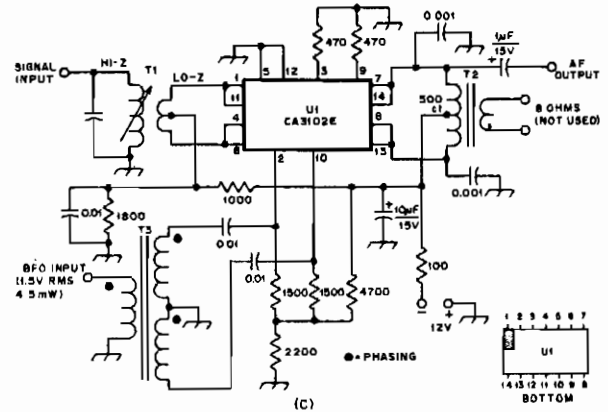 (C)
SIGNAL INPUT
HI-Z
T1
LO-Z
1
11
4
6
5
12
3
9
470
470
7
14
8
13
U1
CA3102E
2
10
0.001
1µF
15V
+
AF OUTPUT
T2
500
ct
8 OHMS
(NOT USED)
0.001
0.01
1800
1000
+
10µF
15V
100
T3
0.01
0.01
BFO INPUT
(1.5V RMS
4.5mW)
1500
1500
4700
2200
= PHASING
−
+
12V
1 2 3 4 5 6 7
U1
14 13 12 11 10 9 8
BOTTOM